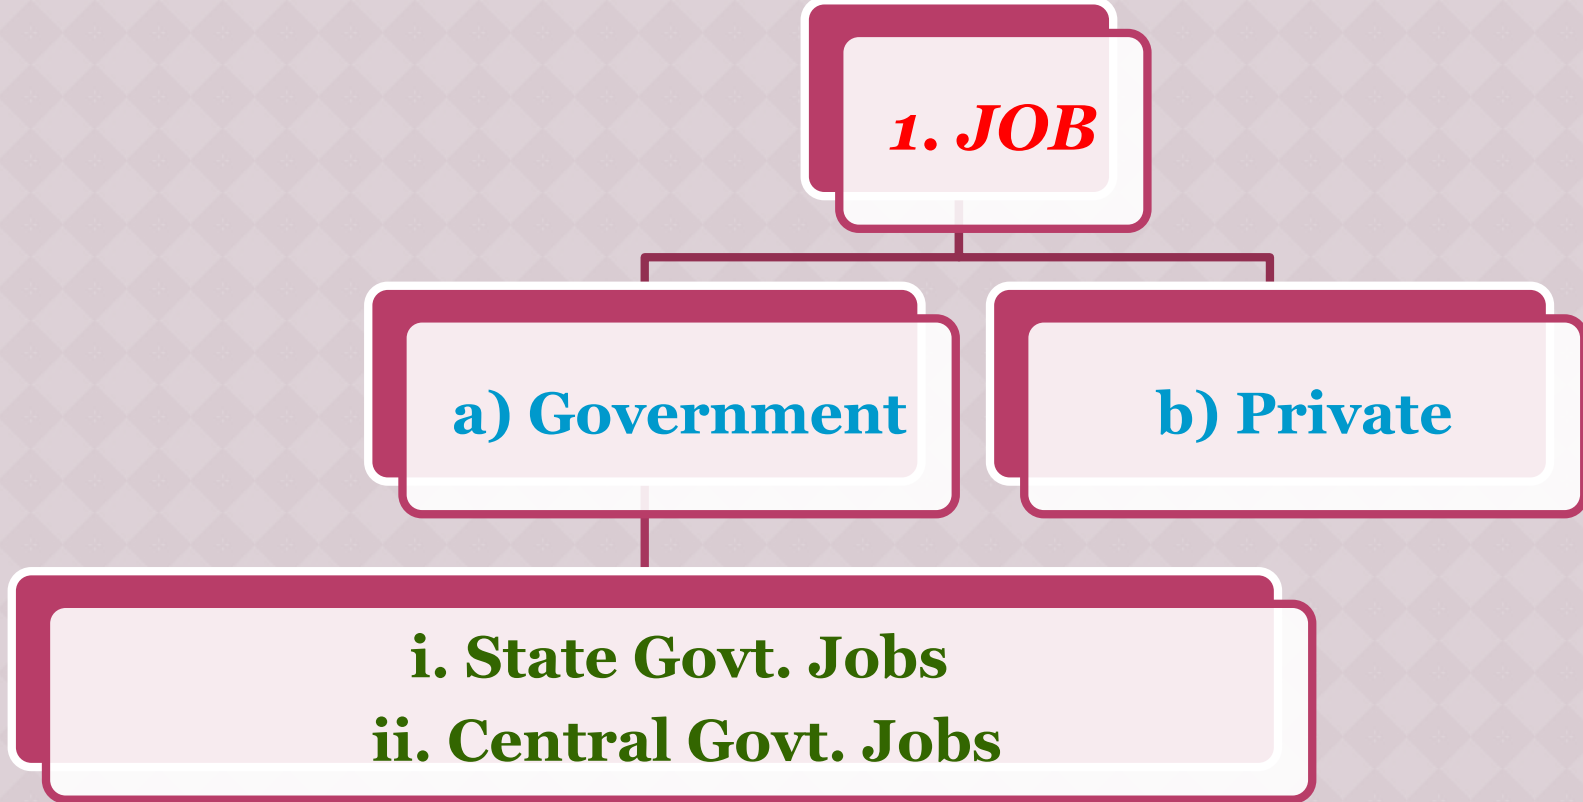 1. JOB
a) Government
b) Private
i. State Govt. Jobs
ii. Central Govt. Jobs